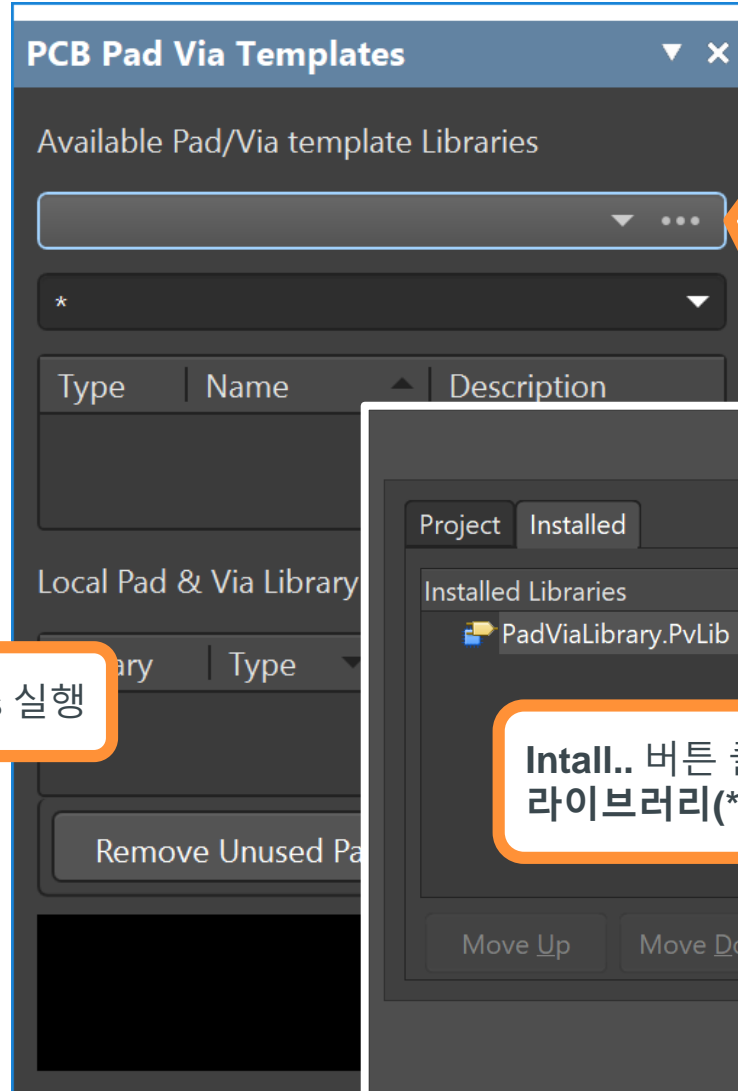 PCB Pad Via Templates
Available Pad/Via template Libraries
*
Type Name Description
Project Installed
Installed Libraries
PadViaLibrary.PvLib
Local Pad & Via Library
Type
실행
Intall.. 버튼
라이브러리(*
Remove Unused
Move Up Move